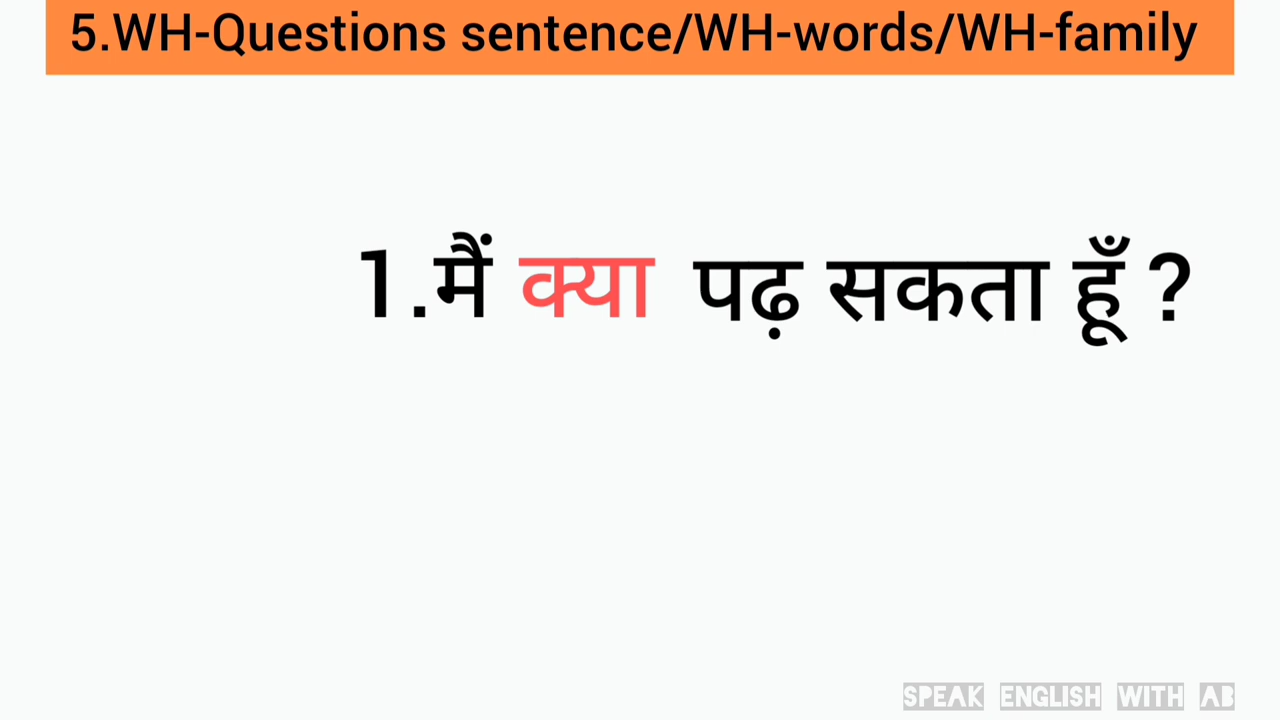 5.WH-Questions sentence/WH-words/WH-family
1.मैं क्या पढ़ सकता हूँ ?
SPEAK ENGLISH WITH AB